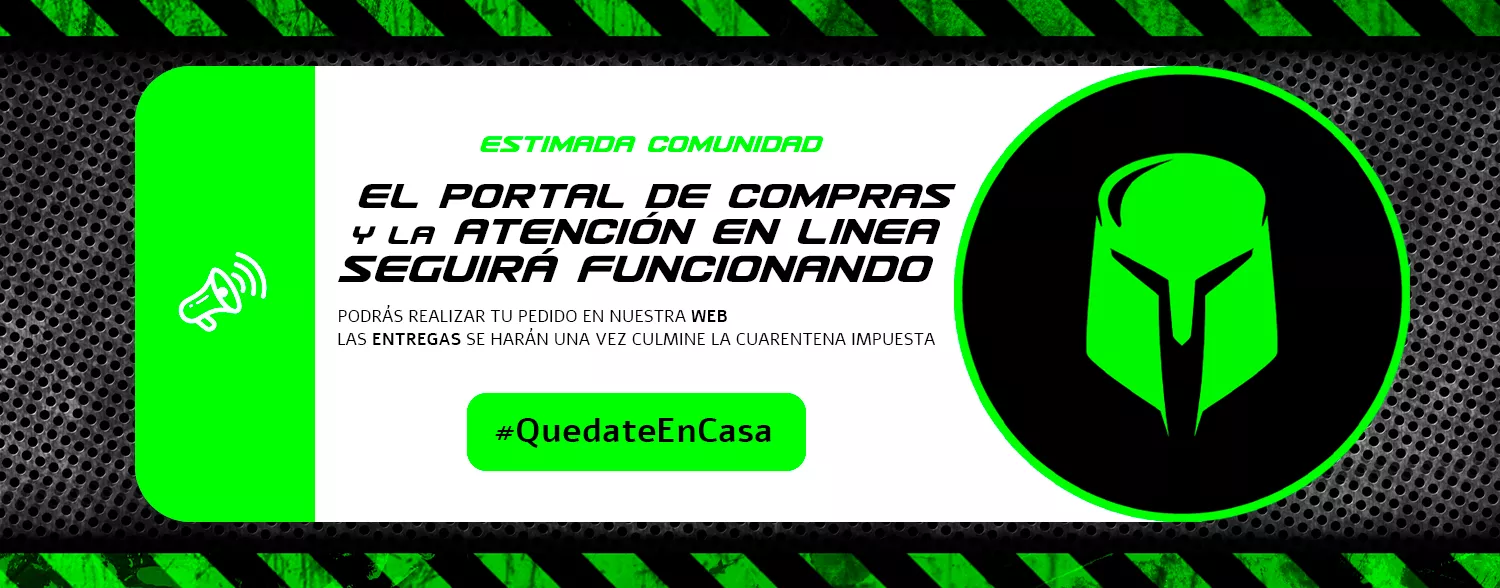 ESTIMADA COMUNIDAD
EL PORTAL DE COMPRAS
Y LA ATENCIÓN EN LINEA
SEGUIRÁ FUNCIONANDO
PODRÁS REALIZAR TU PEDIDO EN NUESTRA WEB
LAS ENTREGAS SE HARÁN UNA VEZ CULMINE LA CUARENTENA IMPUESTA
#QuedateEnCasa